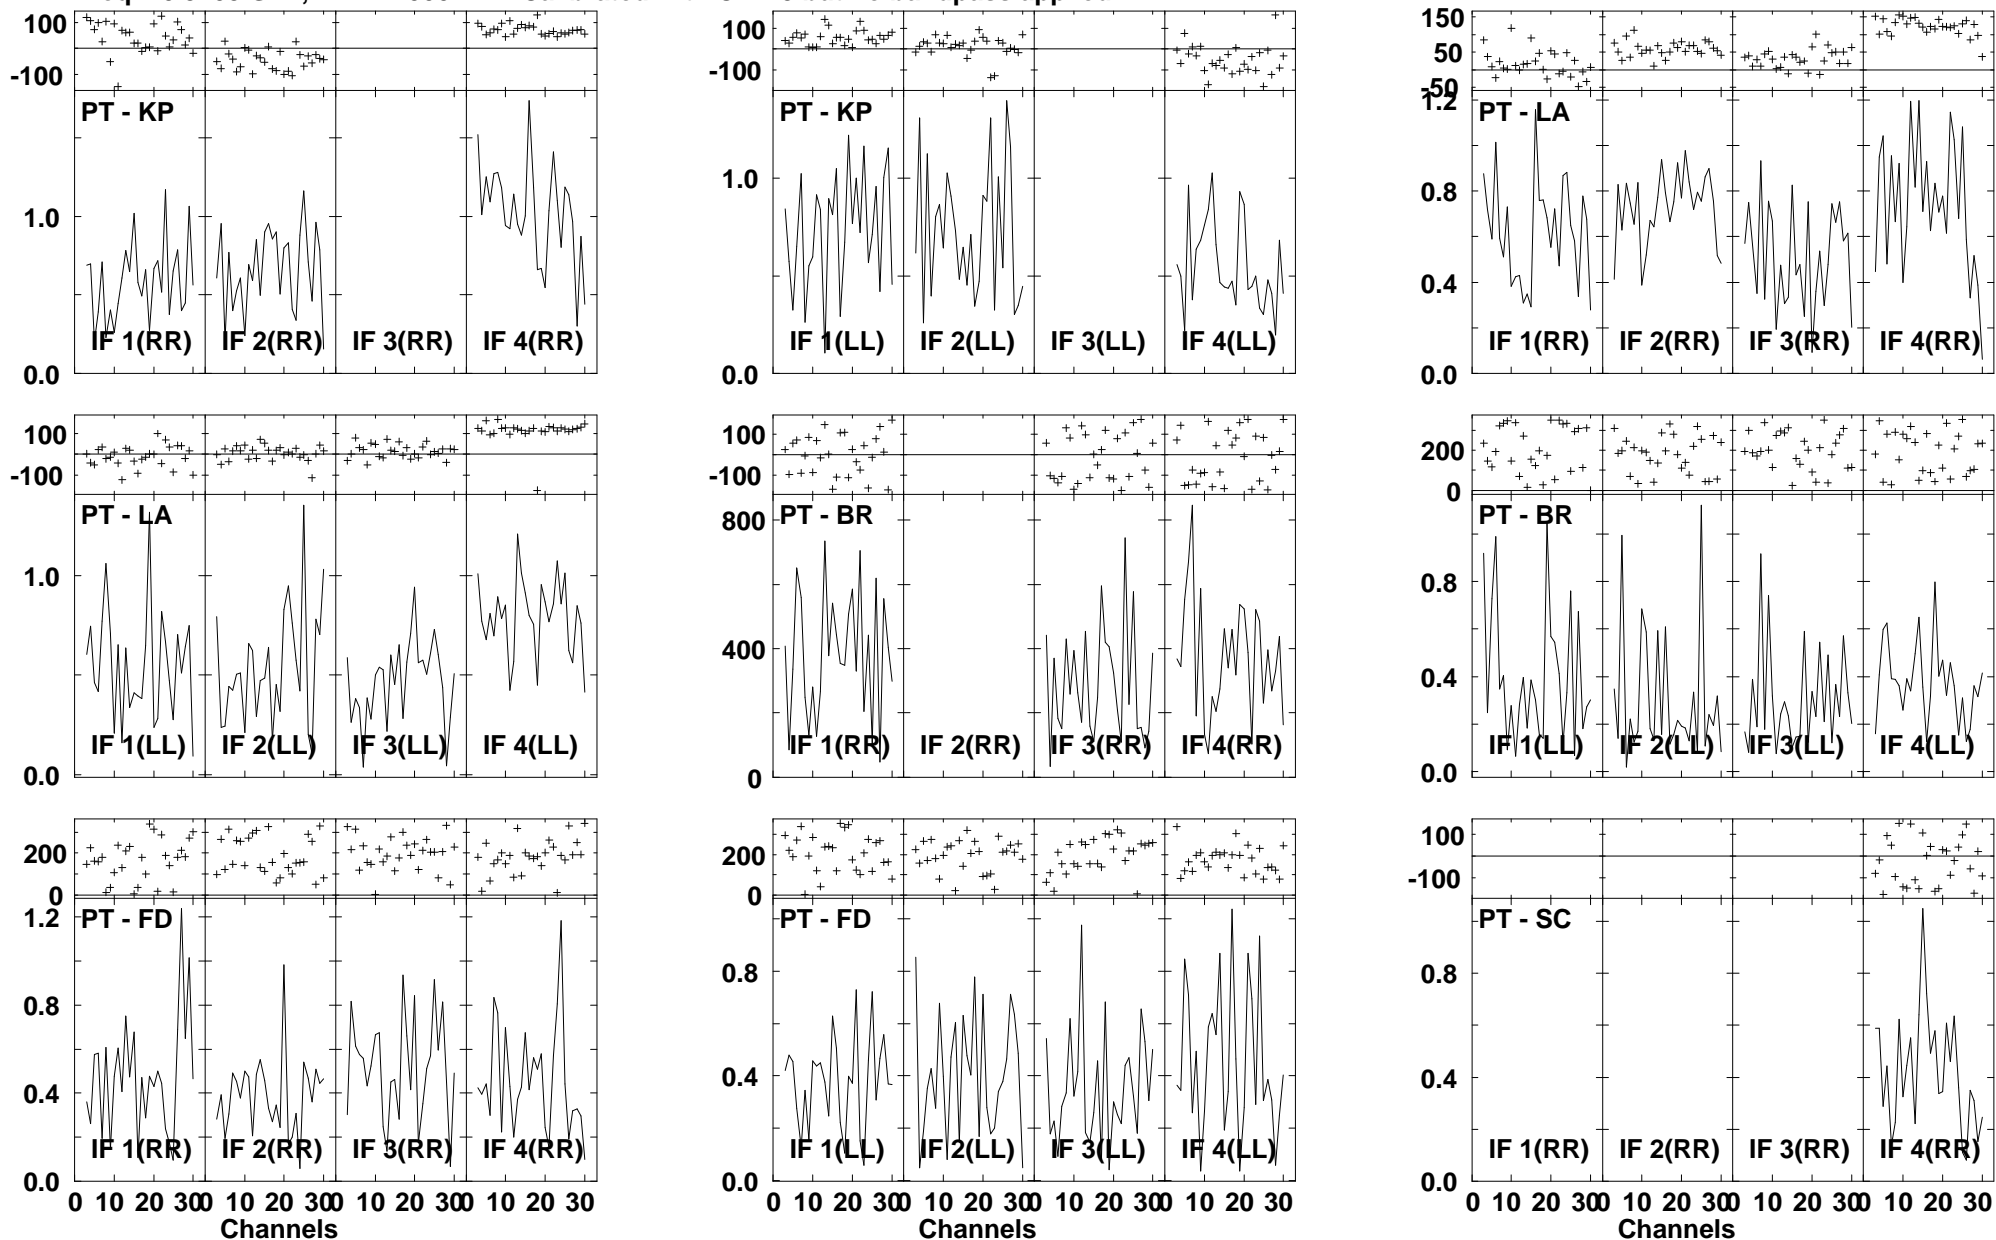 100
-100
PT - KP
1.0
0.0
IF 1(RR) IF 2(RR) IF 3(RR) IF 4(RR)
100
-100
PT - KP
1.0
0.0
IF 1(LL) IF 2(LL) IF 3(LL) IF 4(LL)
150
50
-50
1.2
PT - LA
0.8
0.4
0.0
IF 1(RR) IF 2(RR) IF 3(RR) IF 4(RR)
100
-100
PT - LA
1.0
0.0
IF 1(LL) IF 2(LL) IF 3(LL) IF 4(LL)
100
-100
PT - BR
800
400
0
IF 1(RR) IF 2(RR) IF 3(RR) IF 4(RR)
200
0
PT - BR
0.8
0.4
0.0
IF 1(LL) IF 2(LL) IF 3(LL) IF 4(LL)
200
0
PT - FD
1.2
0.8
0.4
0.0
IF 1(RR) IF 2(RR) IF 3(RR) IF 4(RR)
0 10 20 30 0 10 20 30 0 10 20 30 0 10 20 30
Channels
200
0
PT - FD
0.8
0.4
0.0
IF 1(LL) IF 2(LL) IF 3(LL) IF 4(LL)
0 10 20 30 0 10 20 30 0 10 20 30 0 10 20 30
Channels
100
-100
PT - SC
0.8
0.4
0.0
IF 1(RR) IF 2(RR) IF 3(RR) IF 4(RR)
0 10 20 30 0 10 20 30 0 10 20 30 0 10 20 30
Channels